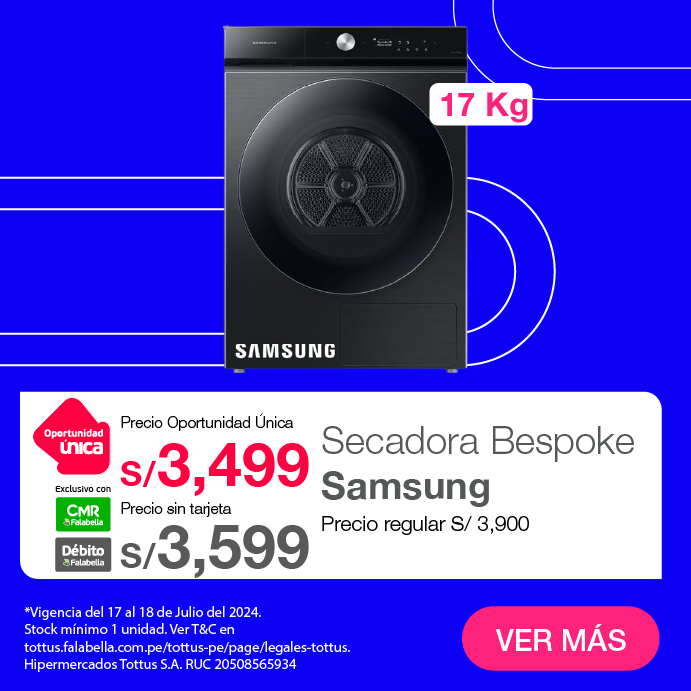 SAMSUNG
17 Kg
SAMSUNG
Oportunidad
única
Precio Oportunidad Única
S/3,499
Exclusivo con
CMR
Falabella
Débito
Falabella
Precio sin tarjeta
S/3,599
Secadora Bespoke
Samsung
Precio regular S/ 3,900
*Vigencia del 17 al 18 de Julio del 2024.
Stock mínimo 1 unidad. Ver T&C en
tottus.falabella.com.pe/tottus-pe/page/legales-tottus.
Hipermercados Tottus S.A. RUC 20508565934
VER MÁS